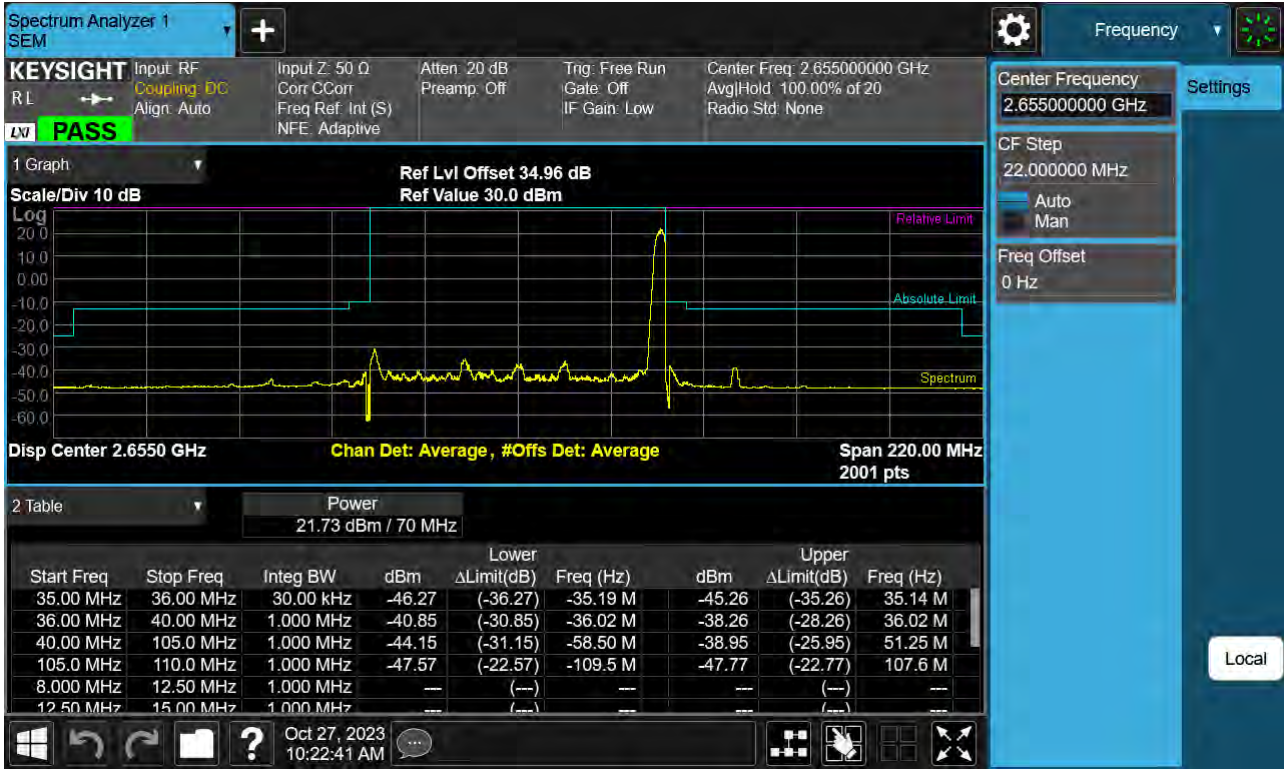 Spectrum Analyzer 1
SEM
+
Frequency
KEYSIGHT
R L
LXI
PASS
Input: RF
Coupling: DC
Align: Auto
Input Z: 50 Ω
Corr CCorr
Freq Ref: Int (S)
NFE: Adaptive
Atten: 20 dB
Preamp: Off
Trig: Free Run
Gate: Off
IF Gain: Low
Center Freq: 2.655000000 GHz
Avg|Hold: 100.00% of 20
Radio Std: None
1 Graph
Scale/Div 10 dB
Ref Lvl Offset 34.96 dB
Ref Value 30.0 dBm
Log
20.0
10.0
0.00
-10.0
-20.0
-30.0
-40.0
-50.0
-60.0
Relative Limit
Absolute Limit
Spectrum
Disp Center 2.6550 GHz
Chan Det: Average, #Offs Det: Average
Span 220.00 MHz
2001 pts
2 Table
Power
21.73 dBm / 70 MHz
Lower Upper
Start Freq Stop Freq Integ BW dBm ΔLimit(dB) Freq (Hz) dBm ΔLimit(dB) Freq (Hz)
35.00 MHz 36.00 MHz 30.00 kHz -46.27 (-36.27) -35.19 M -45.26 (-35.26) 35.14 M
36.00 MHz 40.00 MHz 1.000 MHz -40.85 (-30.85) -36.02 M -38.26 (-28.26) 36.02 M
40.00 MHz 105.0 MHz 1.000 MHz -44.15 (-31.15) -58.50 M -38.95 (-25.95) 51.25 M
105.0 MHz 110.0 MHz 1.000 MHz -47.57 (-22.57) -109.5 M -47.77 (-22.77) 107.6 M
8.000 MHz 12.50 MHz 1.000 MHz --- (---) --- --- (---) ---
12.50 MHz 15.00 MHz 1.000 MHz --- (---) --- --- (---) ---
?
Oct 27, 2023
10:22:41 AM
Center Frequency
2.655000000 GHz
CF Step
22.000000 MHz
Auto
Man
Freq Offset
0 Hz
Settings
Local